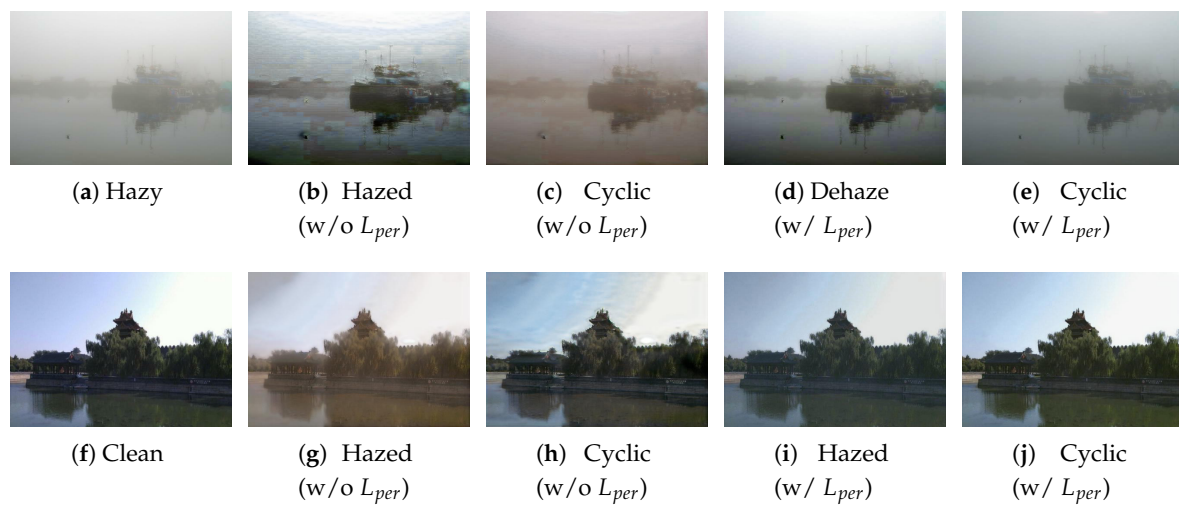 (a) Hazy
(b) Hazed
(w/o L_per)
(c) Cyclic
(w/o L_per)
(d) Dehaze
(w/ L_per)
(e) Cyclic
(w/ L_per)
(f) Clean
(g) Hazed
(w/o L_per)
(h) Cyclic
(w/o L_per)
(i) Hazed
(w/ L_per)
(j) Cyclic
(w/ L_per)